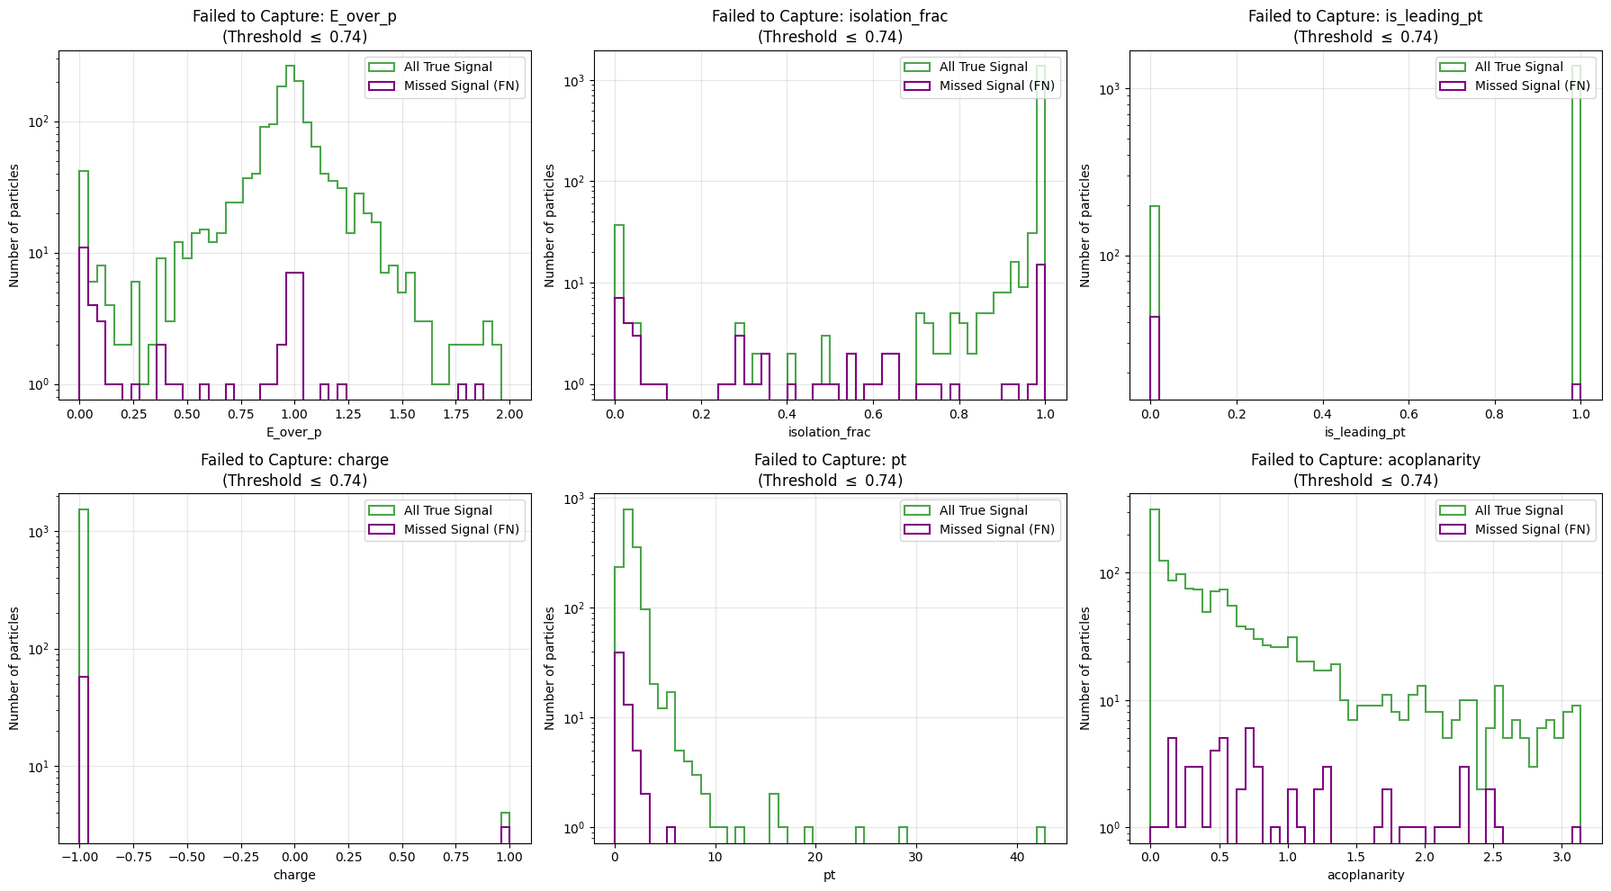 Failed to Capture: E_over_p
(Threshold ≤ 0.74)
Number of particles
10²
10¹
10⁰
All True Signal
Missed Signal (FN)
0.00 0.25 0.50 0.75 1.00 1.25 1.50 1.75 2.00
E_over_p
Failed to Capture: isolation_frac
(Threshold ≤ 0.74)
Number of particles
10³
10²
10¹
10⁰
All True Signal
Missed Signal (FN)
0.0 0.2 0.4 0.6 0.8 1.0
isolation_frac
Failed to Capture: is_leading_pt
(Threshold ≤ 0.74)
Number of particles
10³
10²
All True Signal
Missed Signal (FN)
0.0 0.2 0.4 0.6 0.8 1.0
is_leading_pt
Failed to Capture: charge
(Threshold ≤ 0.74)
Number of particles
10³
10²
10¹
All True Signal
Missed Signal (FN)
−1.00 −0.75 −0.50 −0.25 0.00 0.25 0.50 0.75 1.00
charge
Failed to Capture: pt
(Threshold ≤ 0.74)
Number of particles
10³
10²
10¹
10⁰
All True Signal
Missed Signal (FN)
0 10 20 30 40
pt
Failed to Capture: acoplanarity
(Threshold ≤ 0.74)
Number of particles
10²
10¹
10⁰
All True Signal
Missed Signal (FN)
0.0 0.5 1.0 1.5 2.0 2.5 3.0
acoplanarity